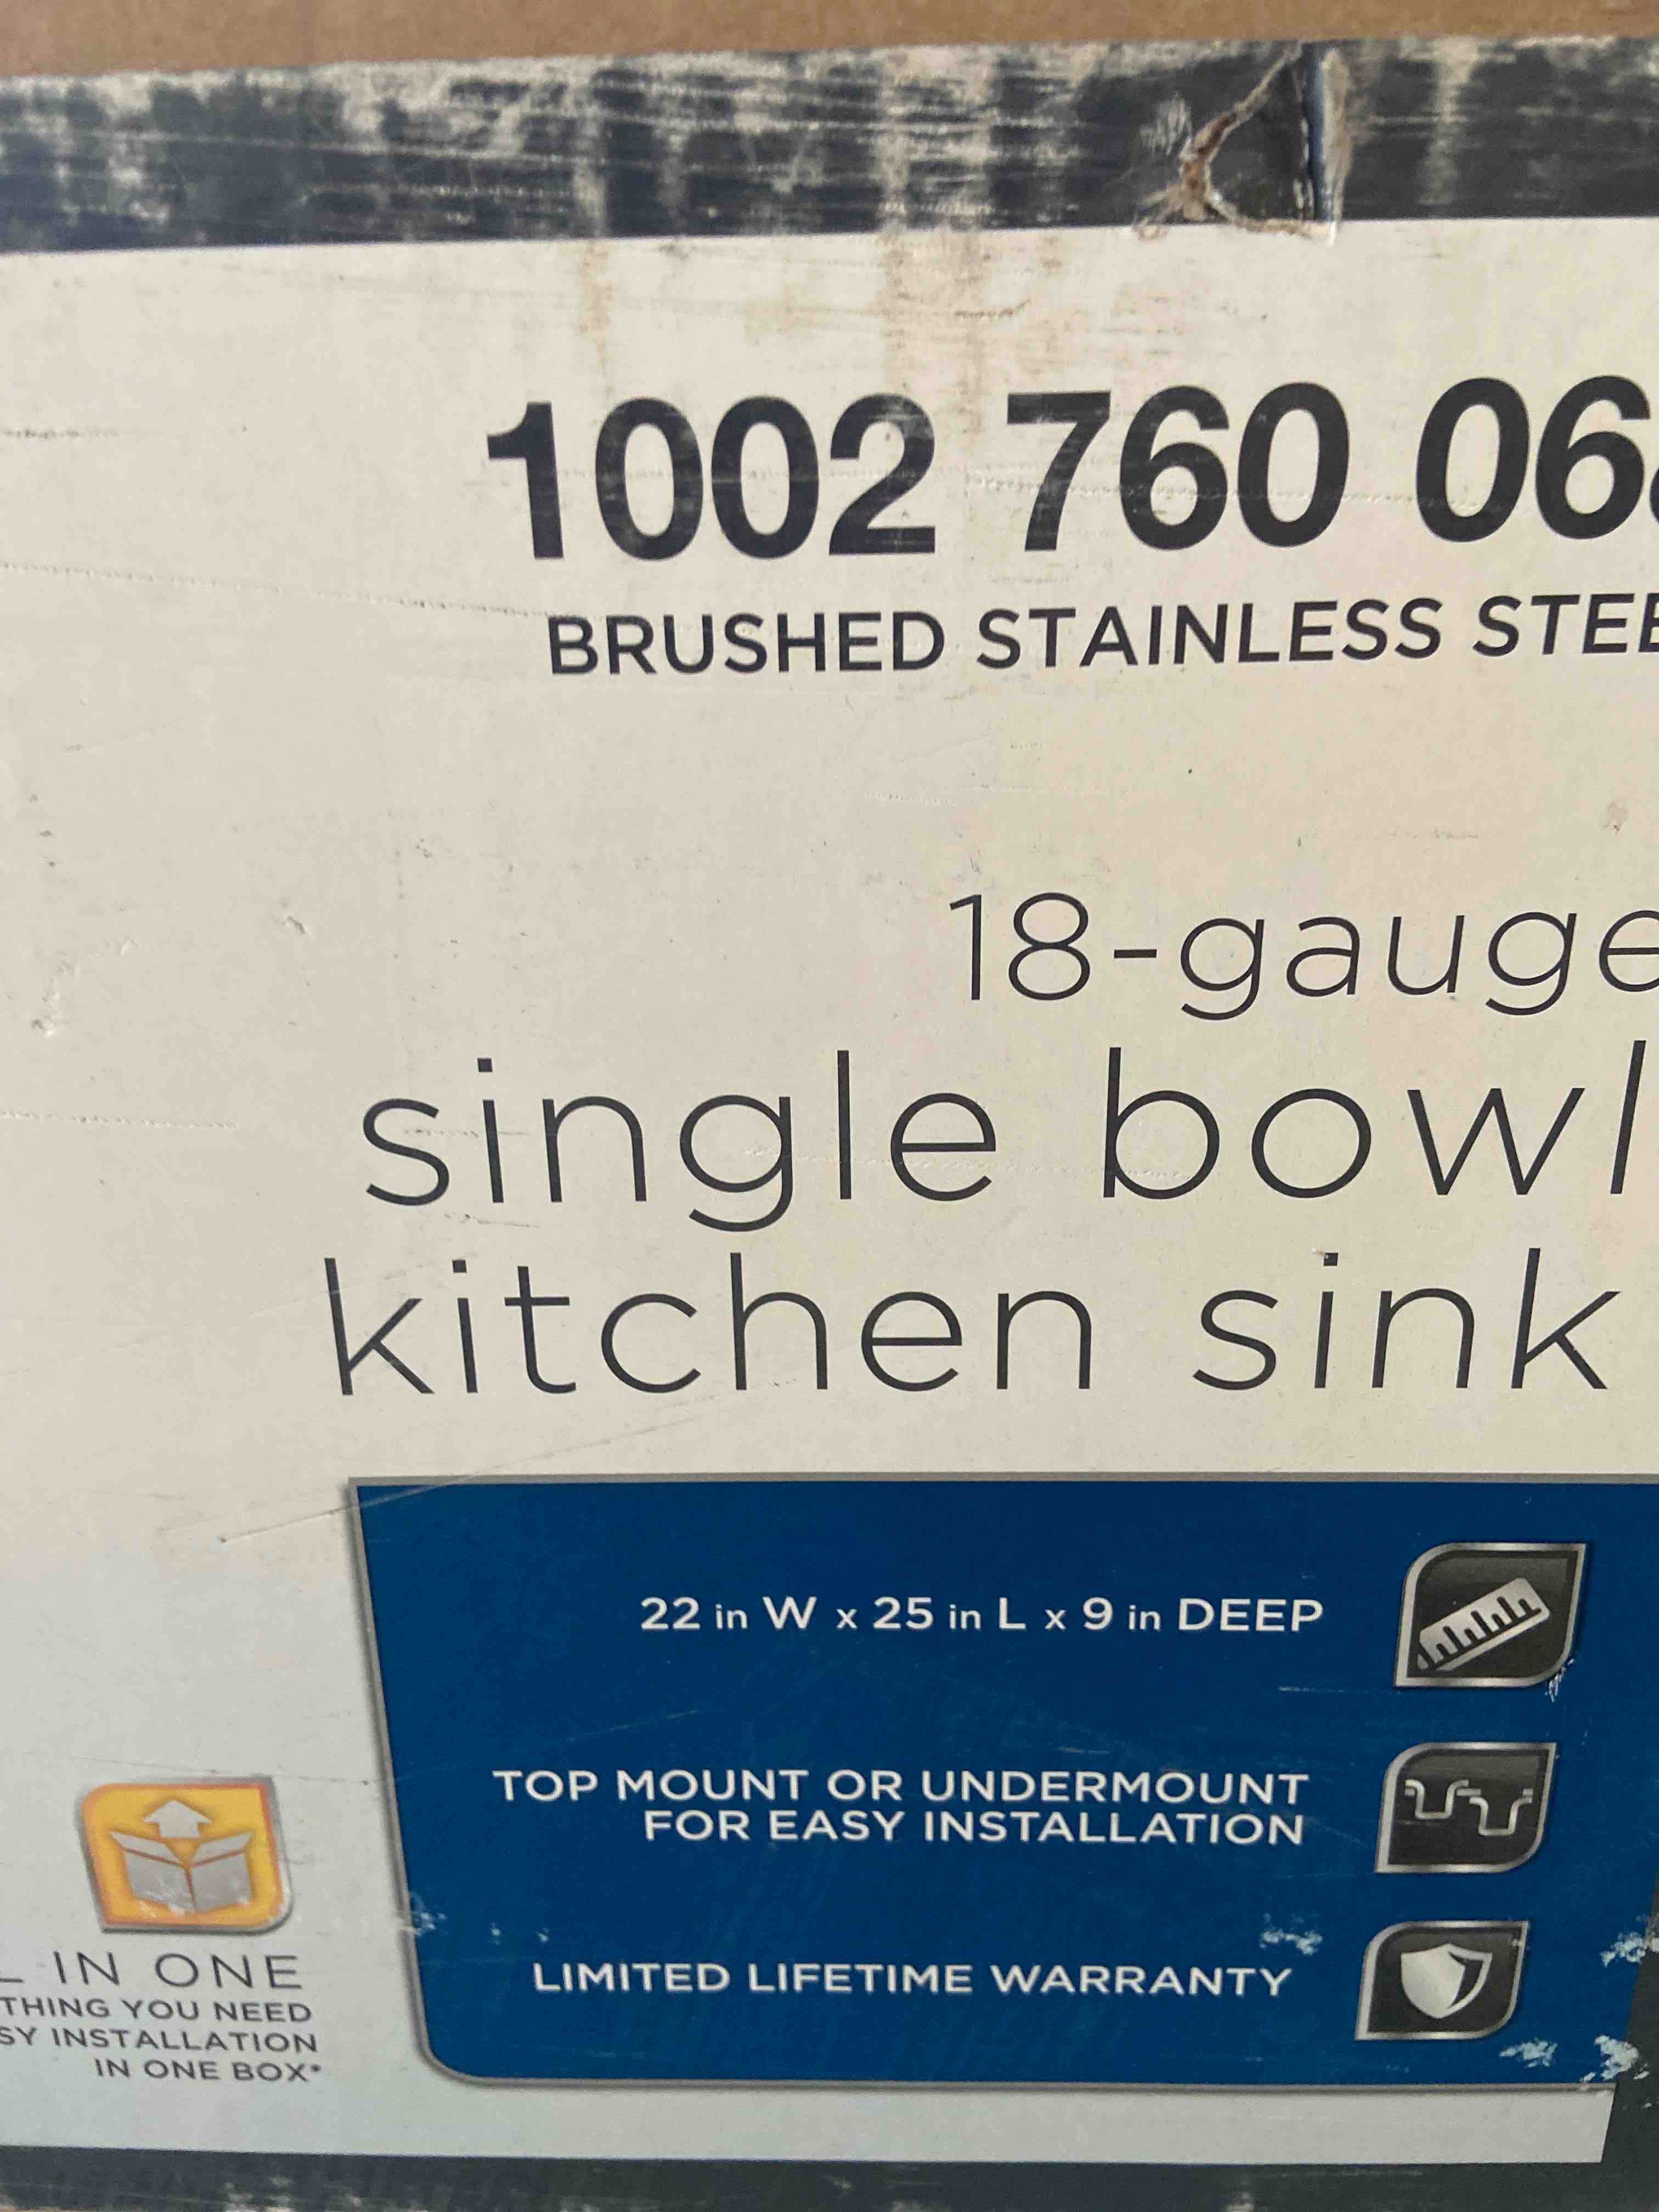 1002 760 06
BRUSHED STAINLESS STEE
18-gauge
single bowl
kitchen sink
22 in W x 25 in L x 9 in DEEP
TOP MOUNT OR UNDERMOUNT
FOR EASY INSTALLATION
LIMITED LIFETIME WARRANTY
L IN ONE
THING YOU NEED
SY INSTALLATION
IN ONE BOX*